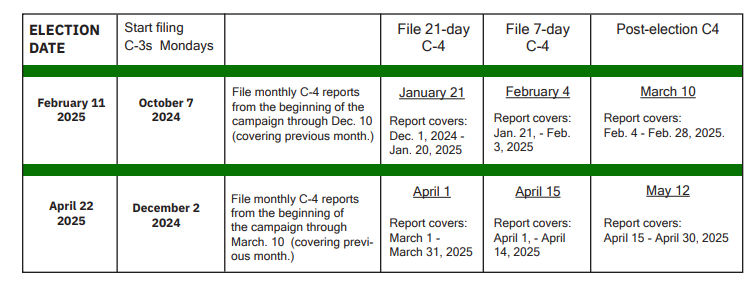 ELECTION DATE
Start filing
C-3s Mondays
File 21-day
C-4
File 7-day
C-4
Post-election C4
February 11
2025
October 7
2024
File monthly C-4 reports
from the beginning of the
campaign through Dec. 10
(covering previous month.)
January 21
Report covers:
Dec. 1, 2024 -
Jan. 20, 2025
February 4
Report covers:
Jan. 21, - Feb.
3, 2025
March 10
Report covers:
Feb. 4 - Feb. 28, 2025.
April 22
2025
December 2
2024
File monthly C-4 reports
from the beginning of
the campaign through
March. 10 (covering previ-
ous month.)
April 1
Report covers:
March 1 -
March 31, 2025
April 15
Report covers:
April 1, - April
14, 2025
May 12
Report covers:
April 15 - April 30, 2025